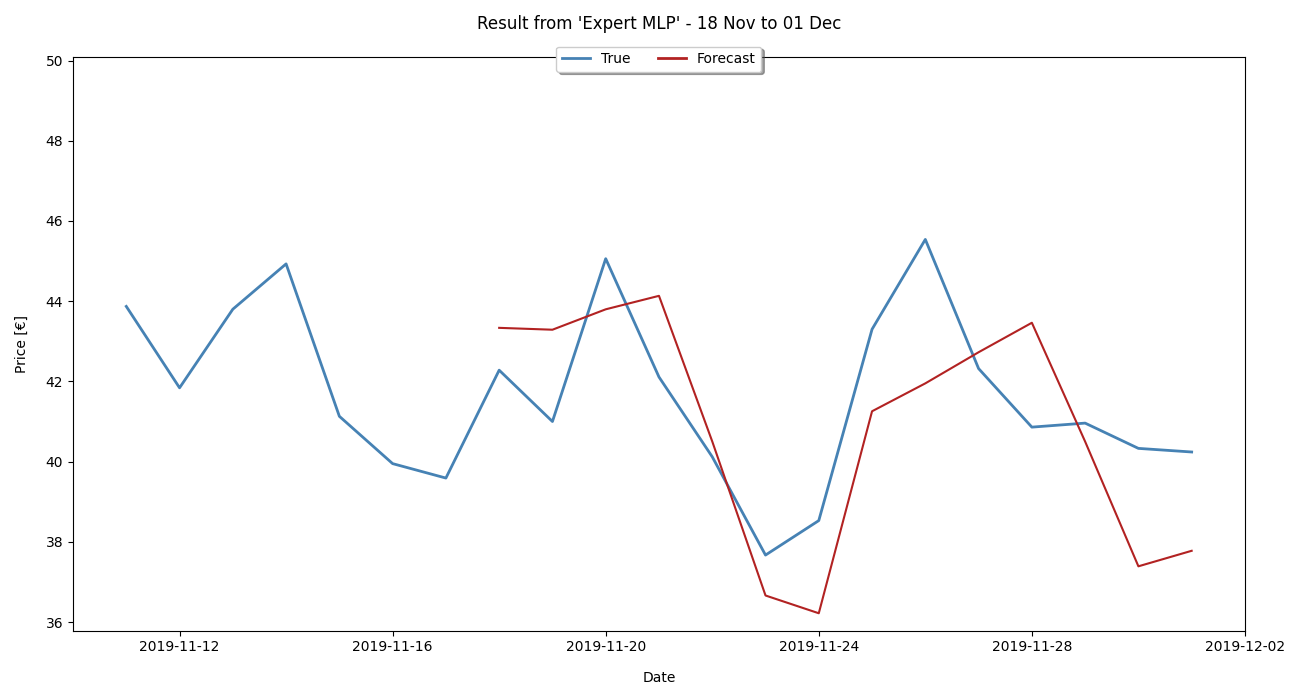 Result from 'Expert MLP' - 18 Nov to 01 Dec
True Forecast
50
48
46
44
42
40
38
36
Price [€]
2019-11-12 2019-11-16 2019-11-20 2019-11-24 2019-11-28 2019-12-02
Date